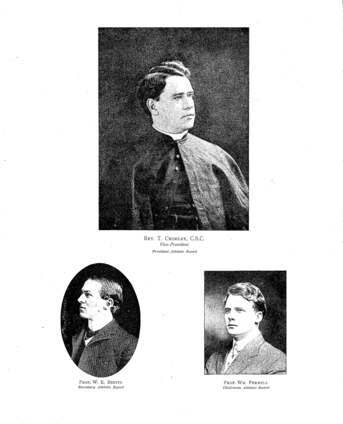 REV. T. CRUMLEY, C.S.C.
Vice-President
President Athletic Board
PROF. W. E. BENITZ
Secretary Athletic Board
PROF. WM. FARRELL
Chairman Athletic Board